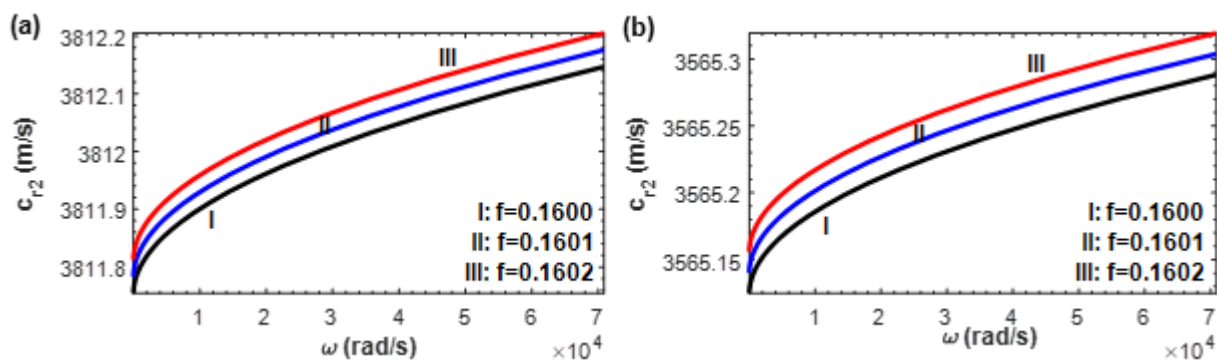 (a)
c_r2 (m/s)
3812.2
3812.1
3812
3811.9
3811.8
III
II
I
I: f=0.1600
II: f=0.1601
III: f=0.1602
1 2 3 4 5 6 7
ω (rad/s)
×10^4
(b)
c_r2 (m/s)
3565.3
3565.25
3565.2
3565.15
III
II
I
I: f=0.1600
II: f=0.1601
III: f=0.1602
1 2 3 4 5 6 7
ω (rad/s)
×10^4